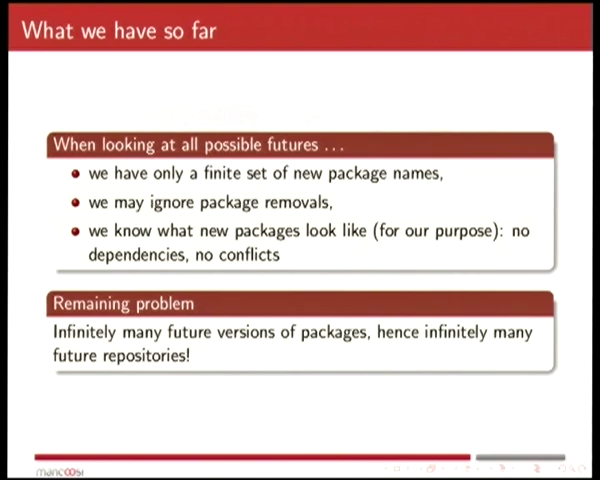 What we have so far
When looking at all possible futures ...
we have only a finite set of new package names,
we may ignore package removals,
we know what new packages look like (for our purpose): no
dependencies, no conflicts
Remaining problem
Infinitely many future versions of packages, hence infinitely many
future repositories!
mancoosi